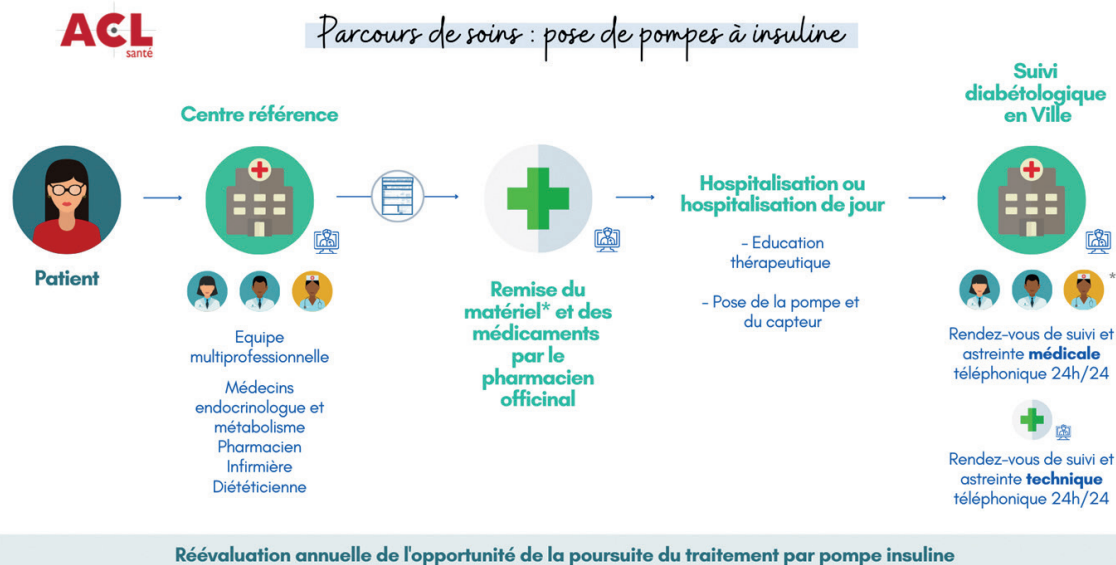 ACL
santé
Parcours de soins : pose de pompes à insuline
Centre référence
Patient
Equipe
multiprofessionnelle
Médecins
endocrinologue et
métabolisme
Pharmacien
Infirmière
Diététicienne
Remise du
matériel* et des
médicaments
par le
pharmacien
officinal
Hospitalisation ou
hospitalisation de jour
- Education
thérapeutique
- Pose de la pompe et
du capteur
Suivi
diabétologique
en Ville
*
Rendez-vous de suivi et
astreinte médicale
téléphonique 24h/24
Rendez-vous de suivi et
astreinte technique
téléphonique 24h/24
Réévaluation annuelle de l'opportunité de la poursuite du traitement par pompe insuline